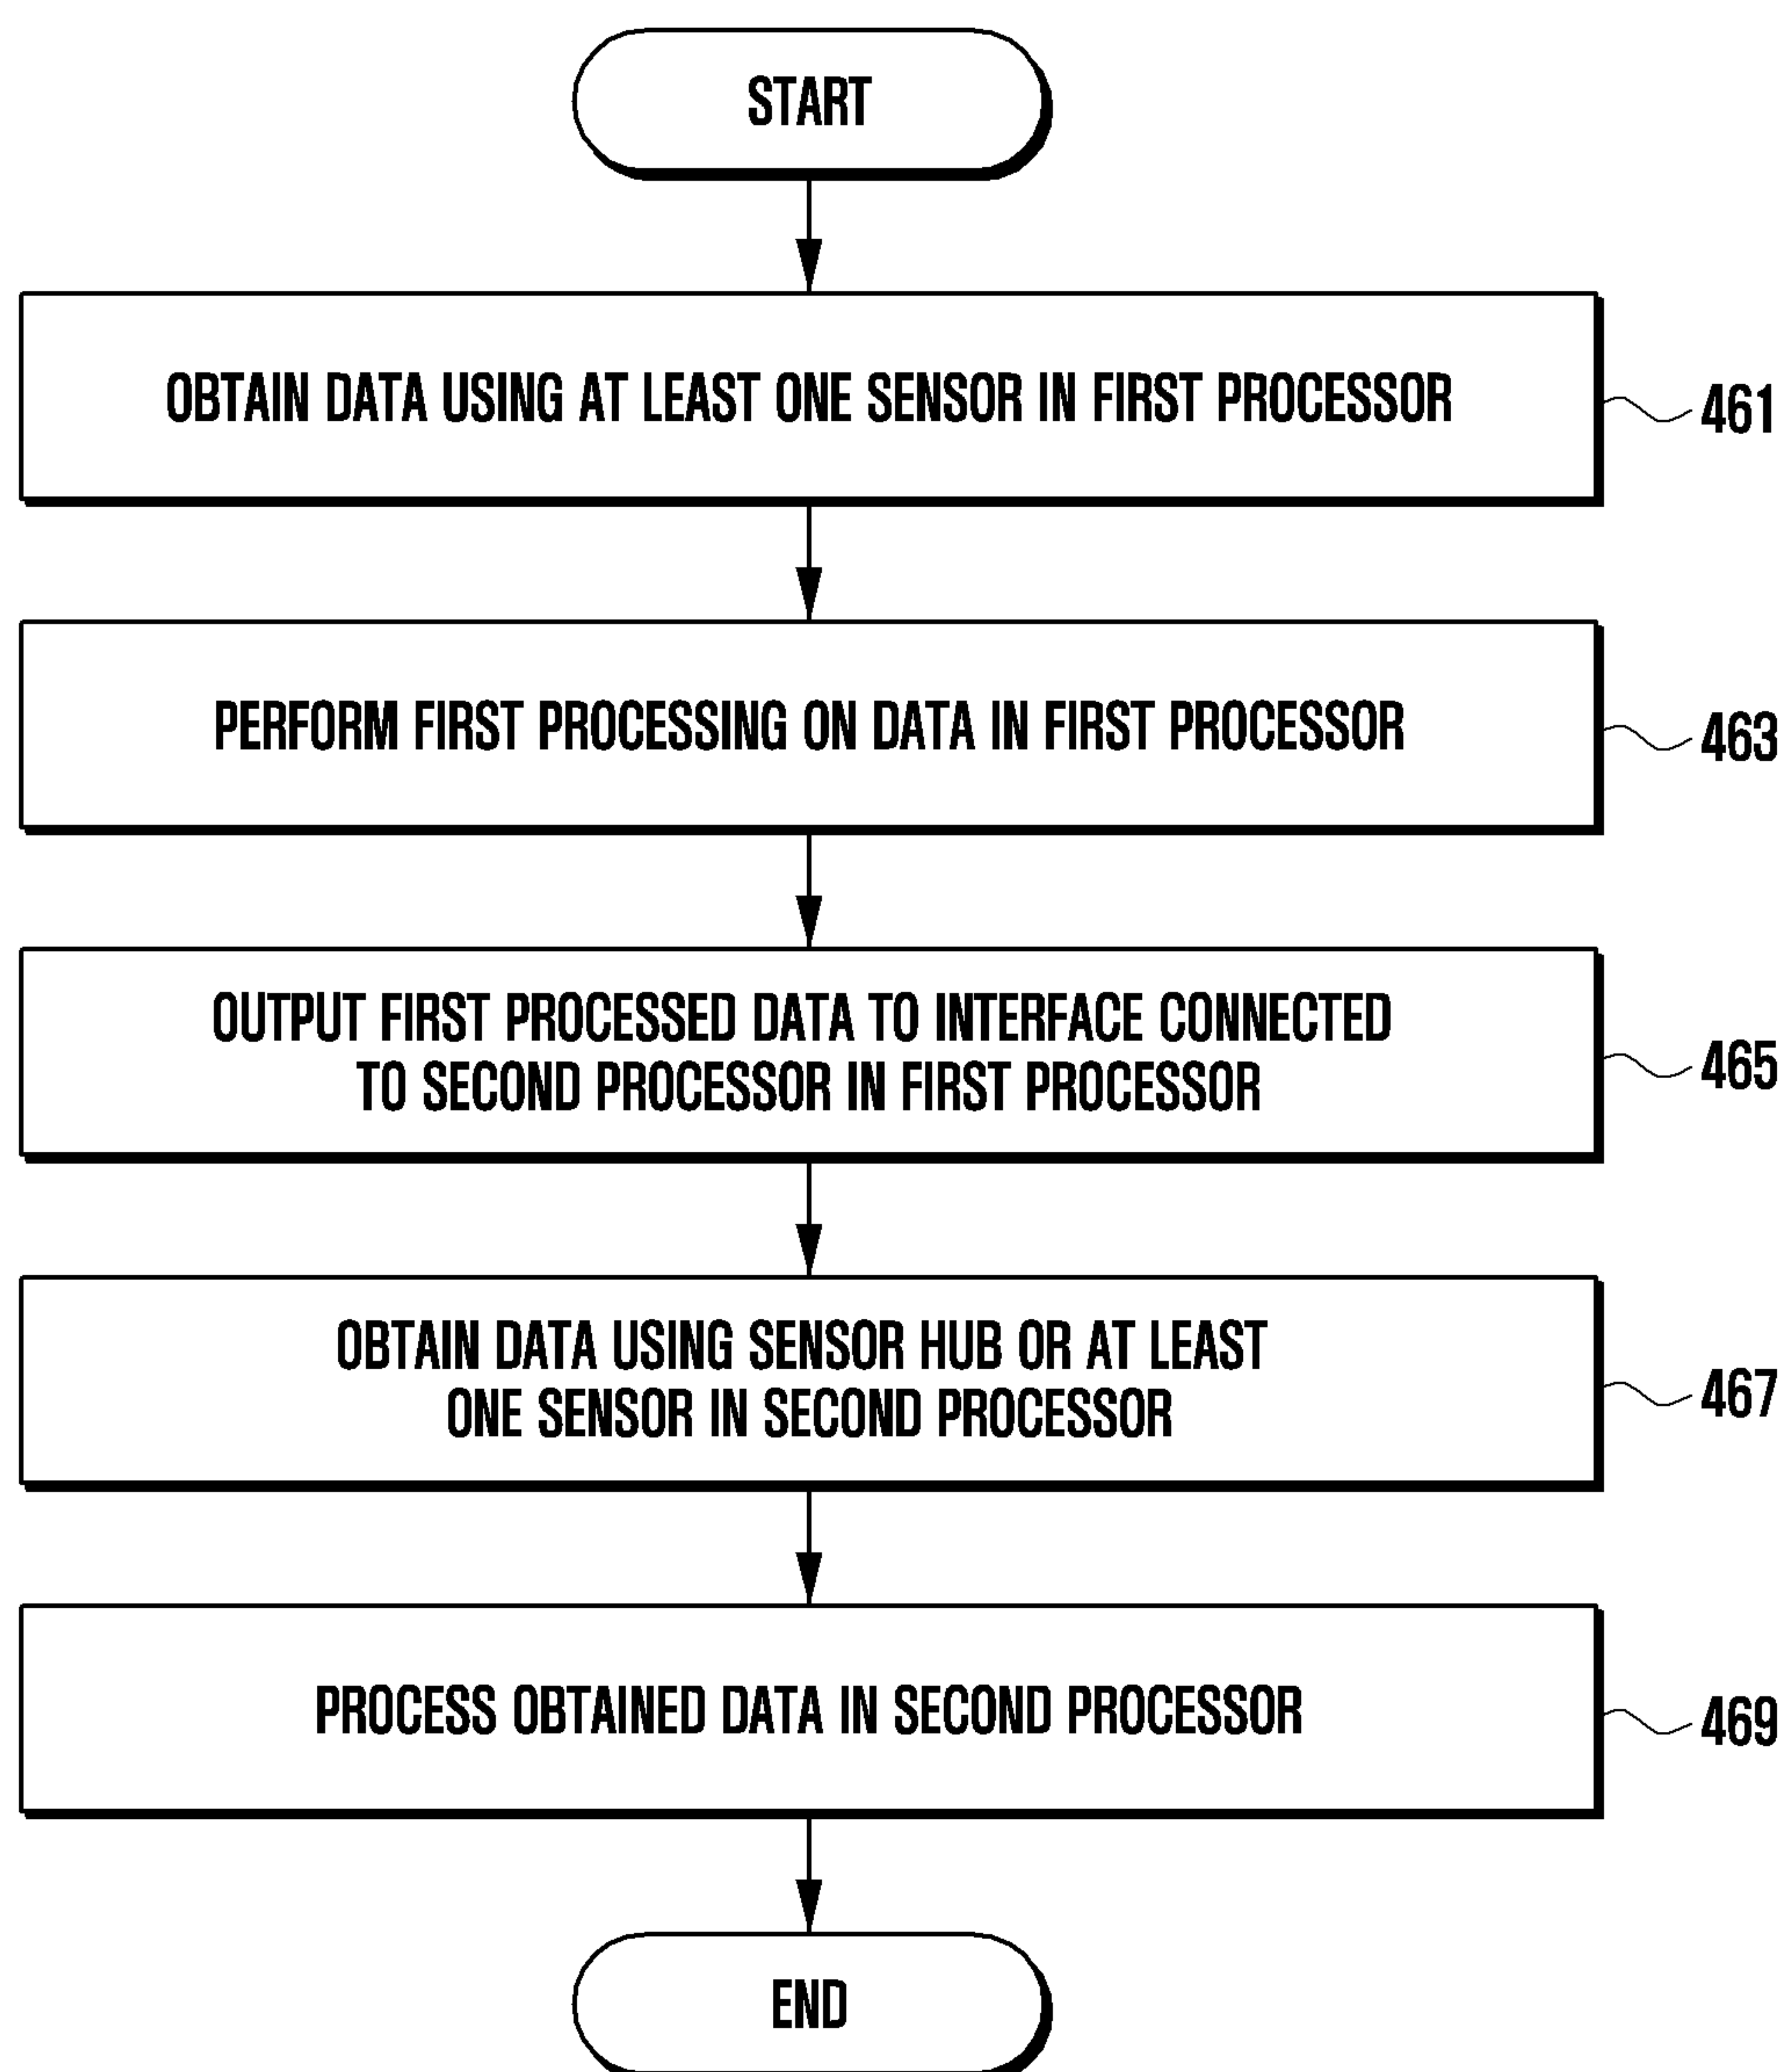 START
OBTAIN DATA USING AT LEAST ONE SENSOR IN FIRST PROCESSOR
461
PERFORM FIRST PROCESSING ON DATA IN FIRST PROCESSOR
463
OUTPUT FIRST PROCESSED DATA TO INTERFACE CONNECTED
TO SECOND PROCESSOR IN FIRST PROCESSOR
465
OBTAIN DATA USING SENSOR HUB OR AT LEAST
ONE SENSOR IN SECOND PROCESSOR
467
PROCESS OBTAINED DATA IN SECOND PROCESSOR
469
END